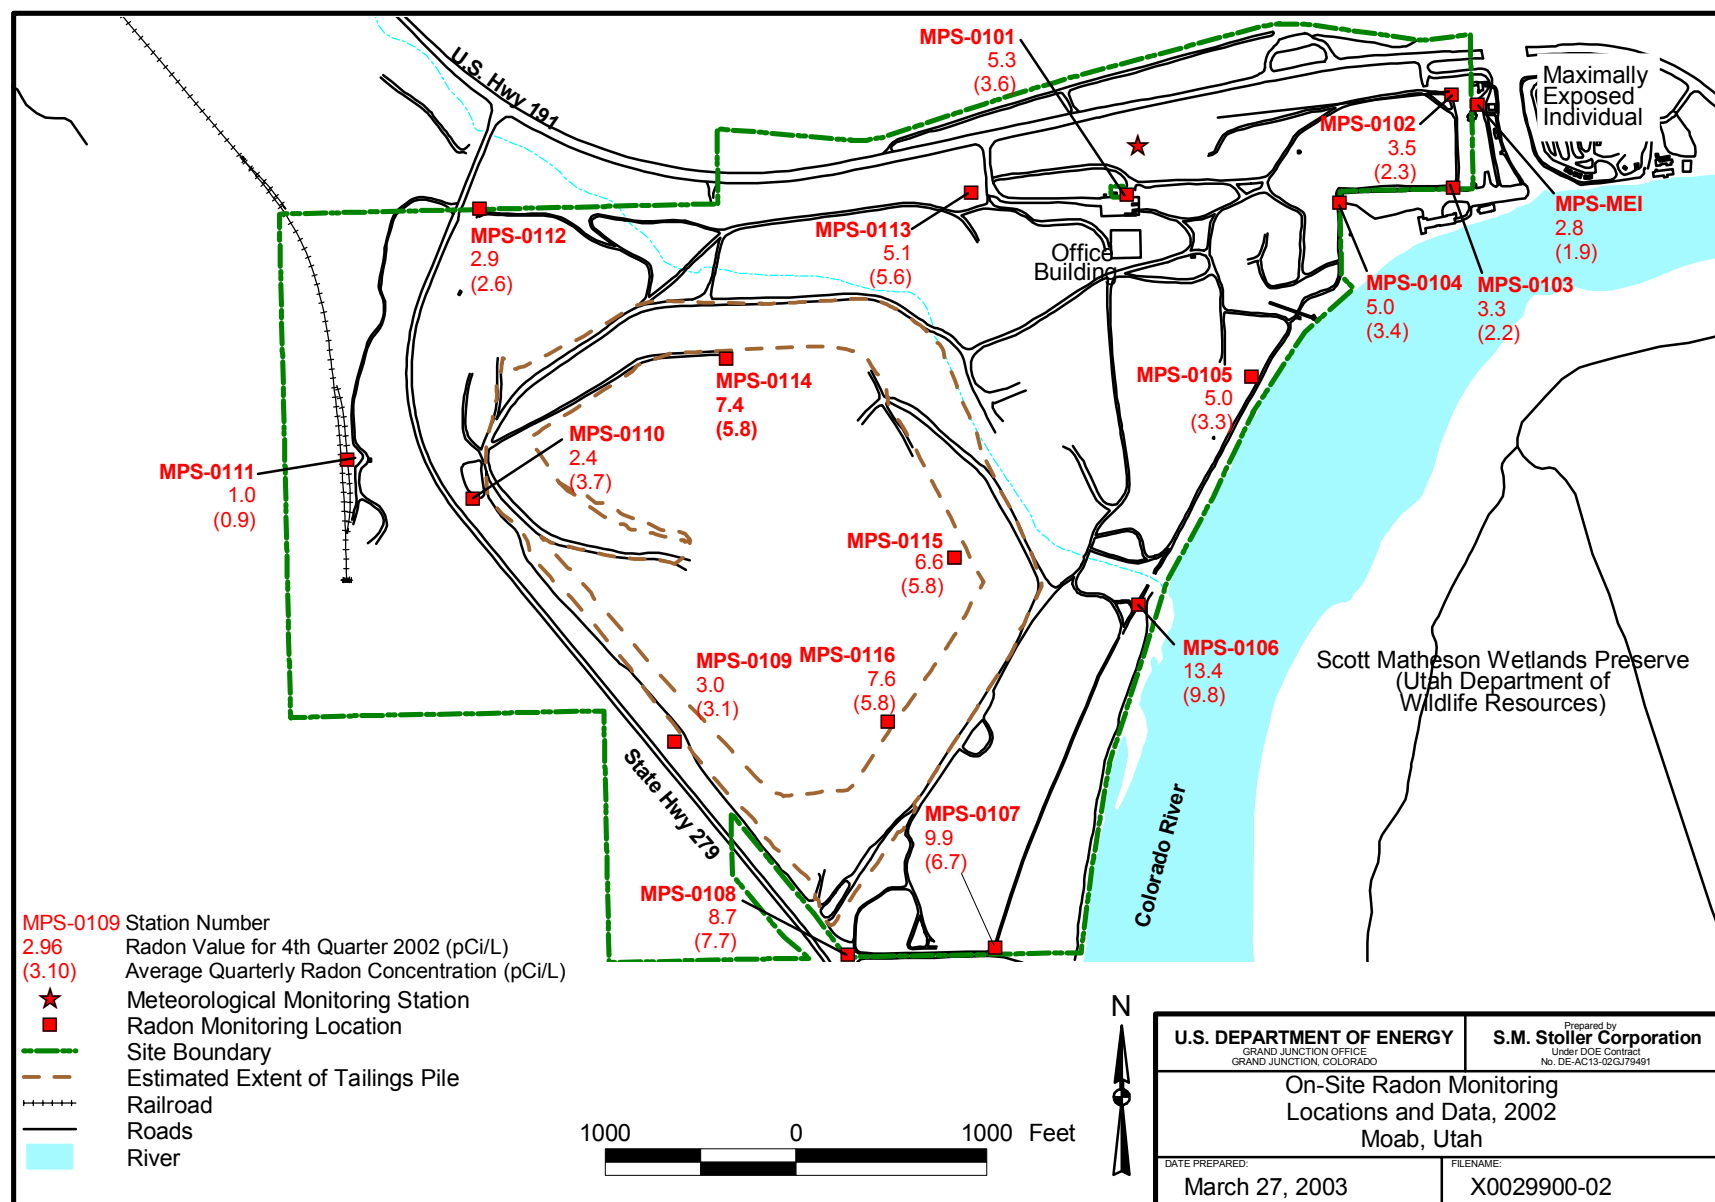 MPS-0101
5.3
(3.6)
U.S. Hwy 191
Maximally
Exposed
Individual
MPS-0102
3.5
(2.3)
MPS-MEI
2.8
(1.9)
MPS-0112
2.9
(2.6)
MPS-0113
5.1
(5.6)
Office
Building
MPS-0104
5.0
(3.4)
MPS-0103
3.3
(2.2)
MPS-0114
7.4
(5.8)
MPS-0105
5.0
(3.3)
MPS-0110
2.4
(3.7)
MPS-0111
1.0
(0.9)
MPS-0115
6.6
(5.8)
MPS-0109
3.0
(3.1)
MPS-0116
7.6
(5.8)
MPS-0106
13.4
(9.8)
Scott Matheson Wetlands Preserve
(Utah Department of
Wildlife Resources)
State Hwy 279
MPS-0107
9.9
(6.7)
Colorado River
MPS-0108
8.7
(7.7)
MPS-0109 Station Number
2.96 Radon Value for 4th Quarter 2002 (pCi/L)
(3.10) Average Quarterly Radon Concentration (pCi/L)
Meteorological Monitoring Station
Radon Monitoring Location
Site Boundary
Estimated Extent of Tailings Pile
Railroad
Roads
River
1000 0 1000 Feet
N
U.S. DEPARTMENT OF ENERGY
GRAND JUNCTION OFFICE
GRAND JUNCTION, COLORADO
Prepared by
S.M. Stoller Corporation
Under DOE Contract
No. DE-AC13-02GJ79491
On-Site Radon Monitoring
Locations and Data, 2002
Moab, Utah
DATE PREPARED:
March 27, 2003
FILENAME:
X0029900-02